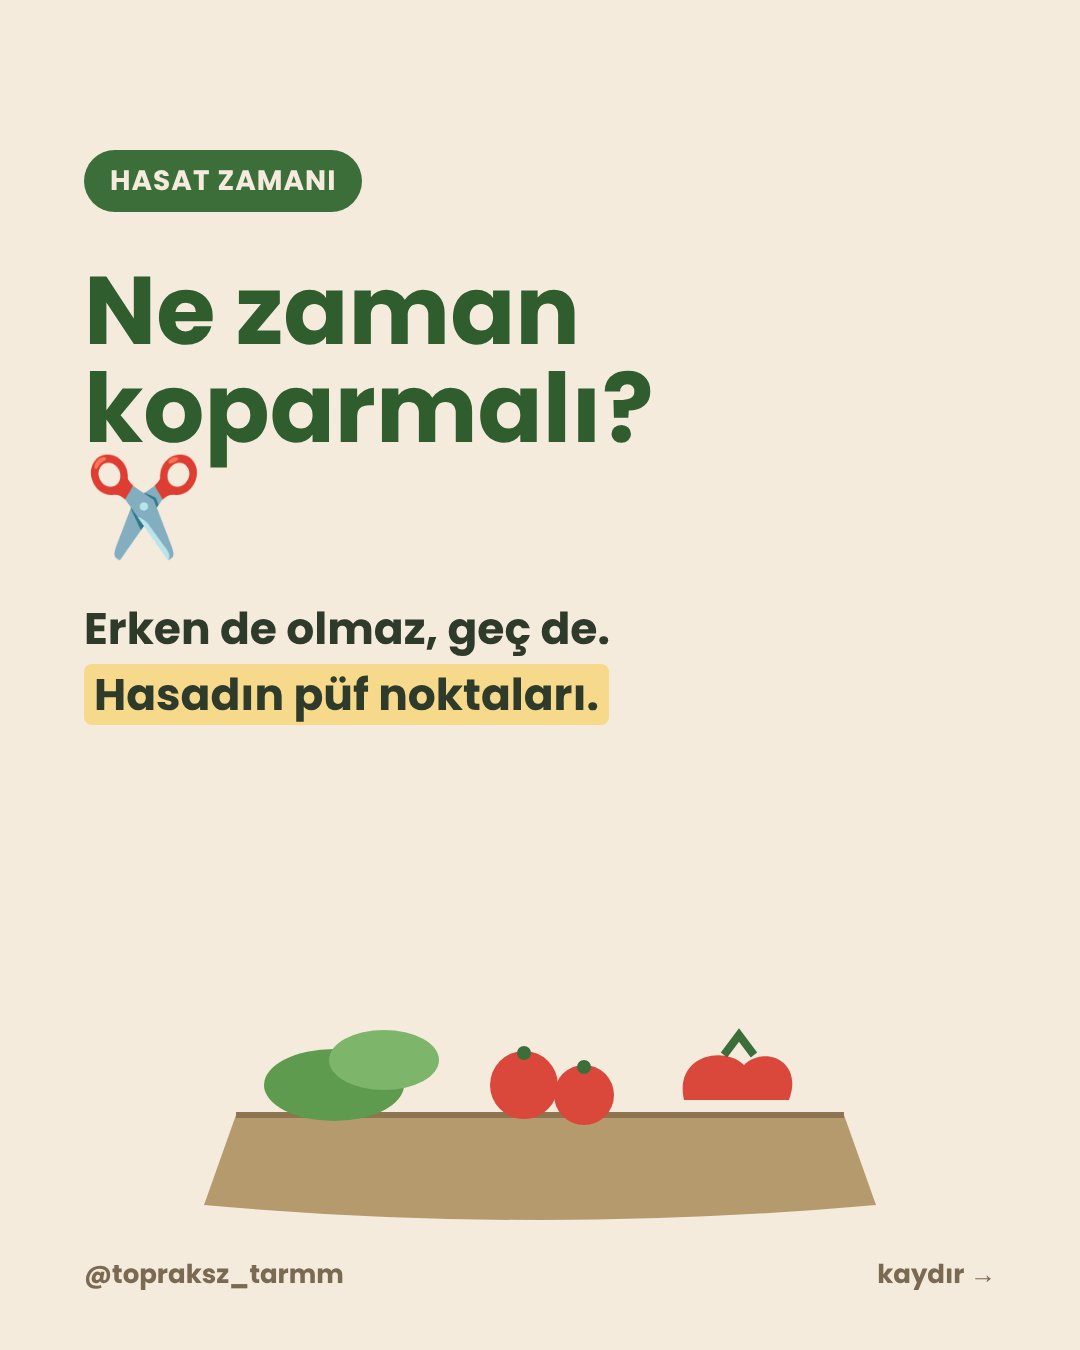 HASAT ZAMANI
Ne zaman
koparmalı?
Erken de olmaz, geç de.
Hasadın püf noktaları.
@topraksz_tarmm
kaydır →